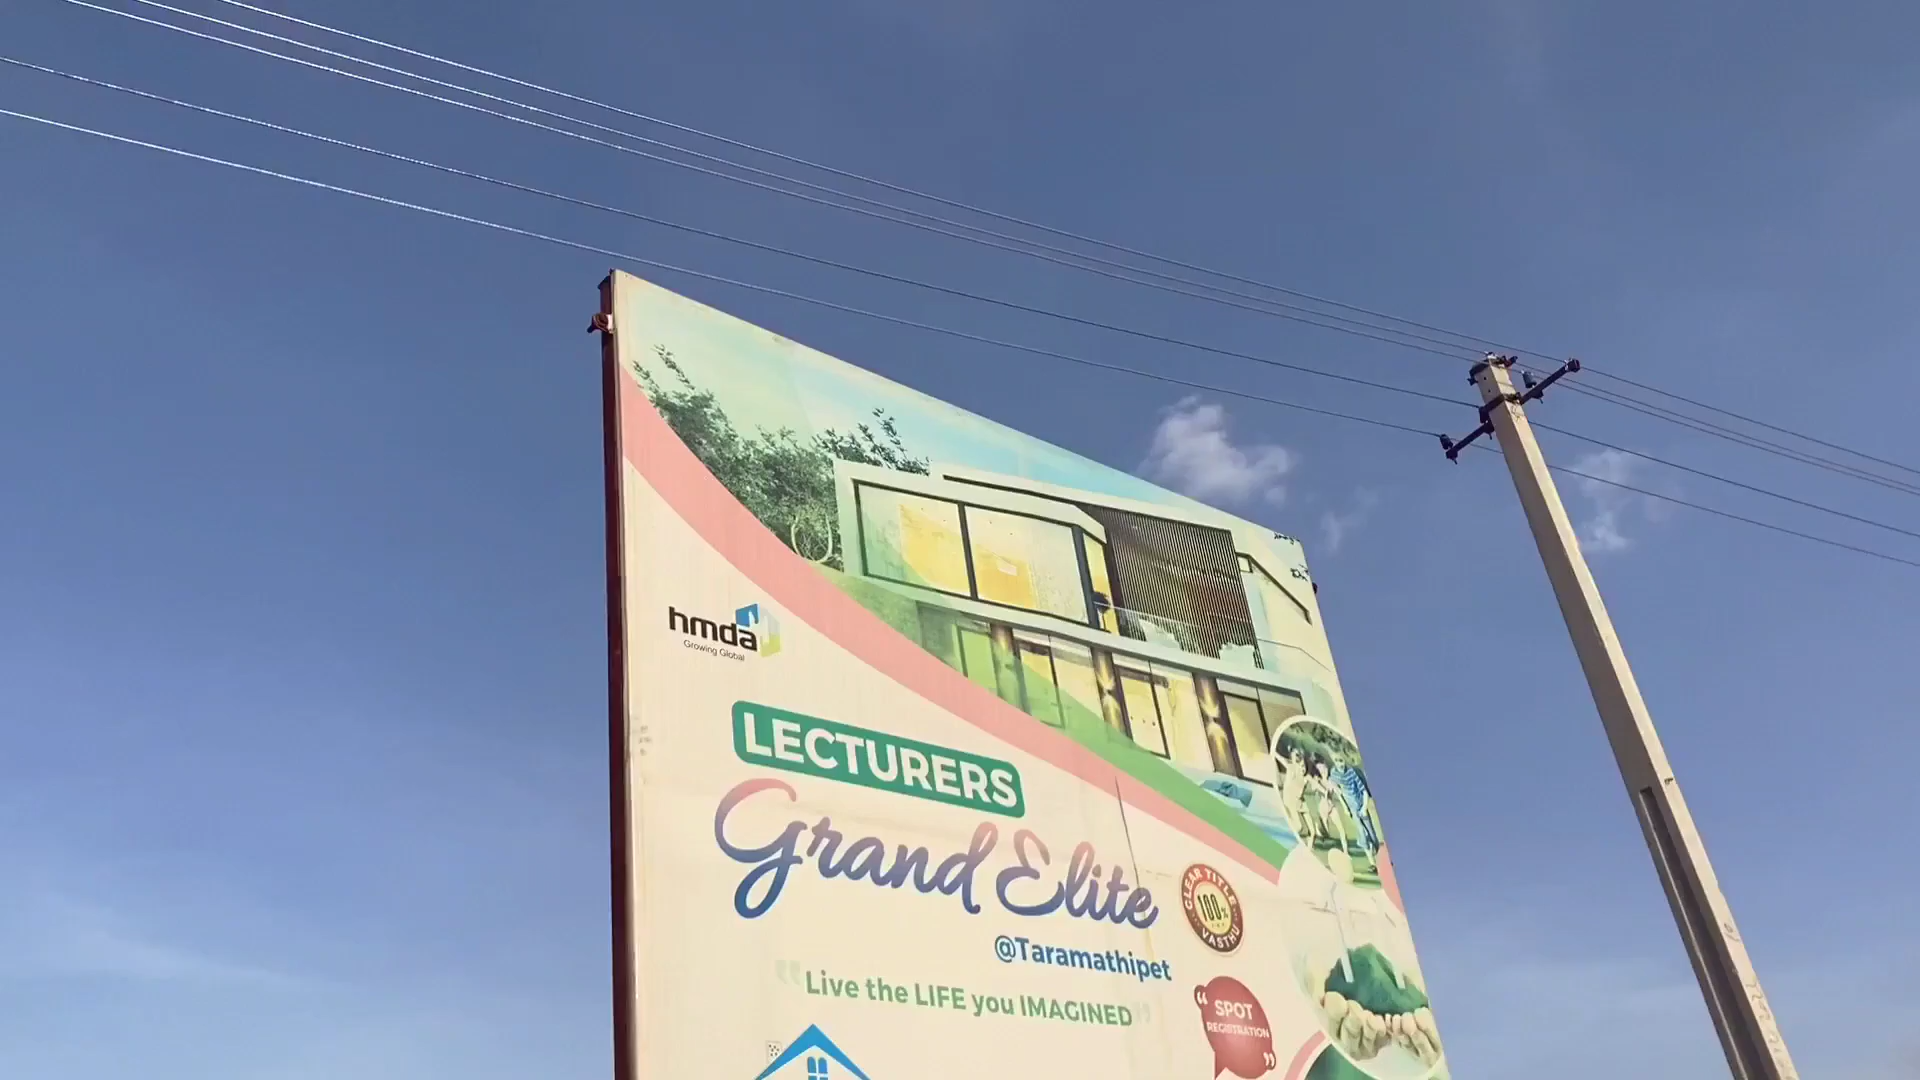 hmda
Growing Global
LECTURERS
Grand Elite
@Taramathipet
"Live the LIFE you IMAGINED"
CLEAR TITLE
100%
VASTHU
"SPOT
REGISTRATION"